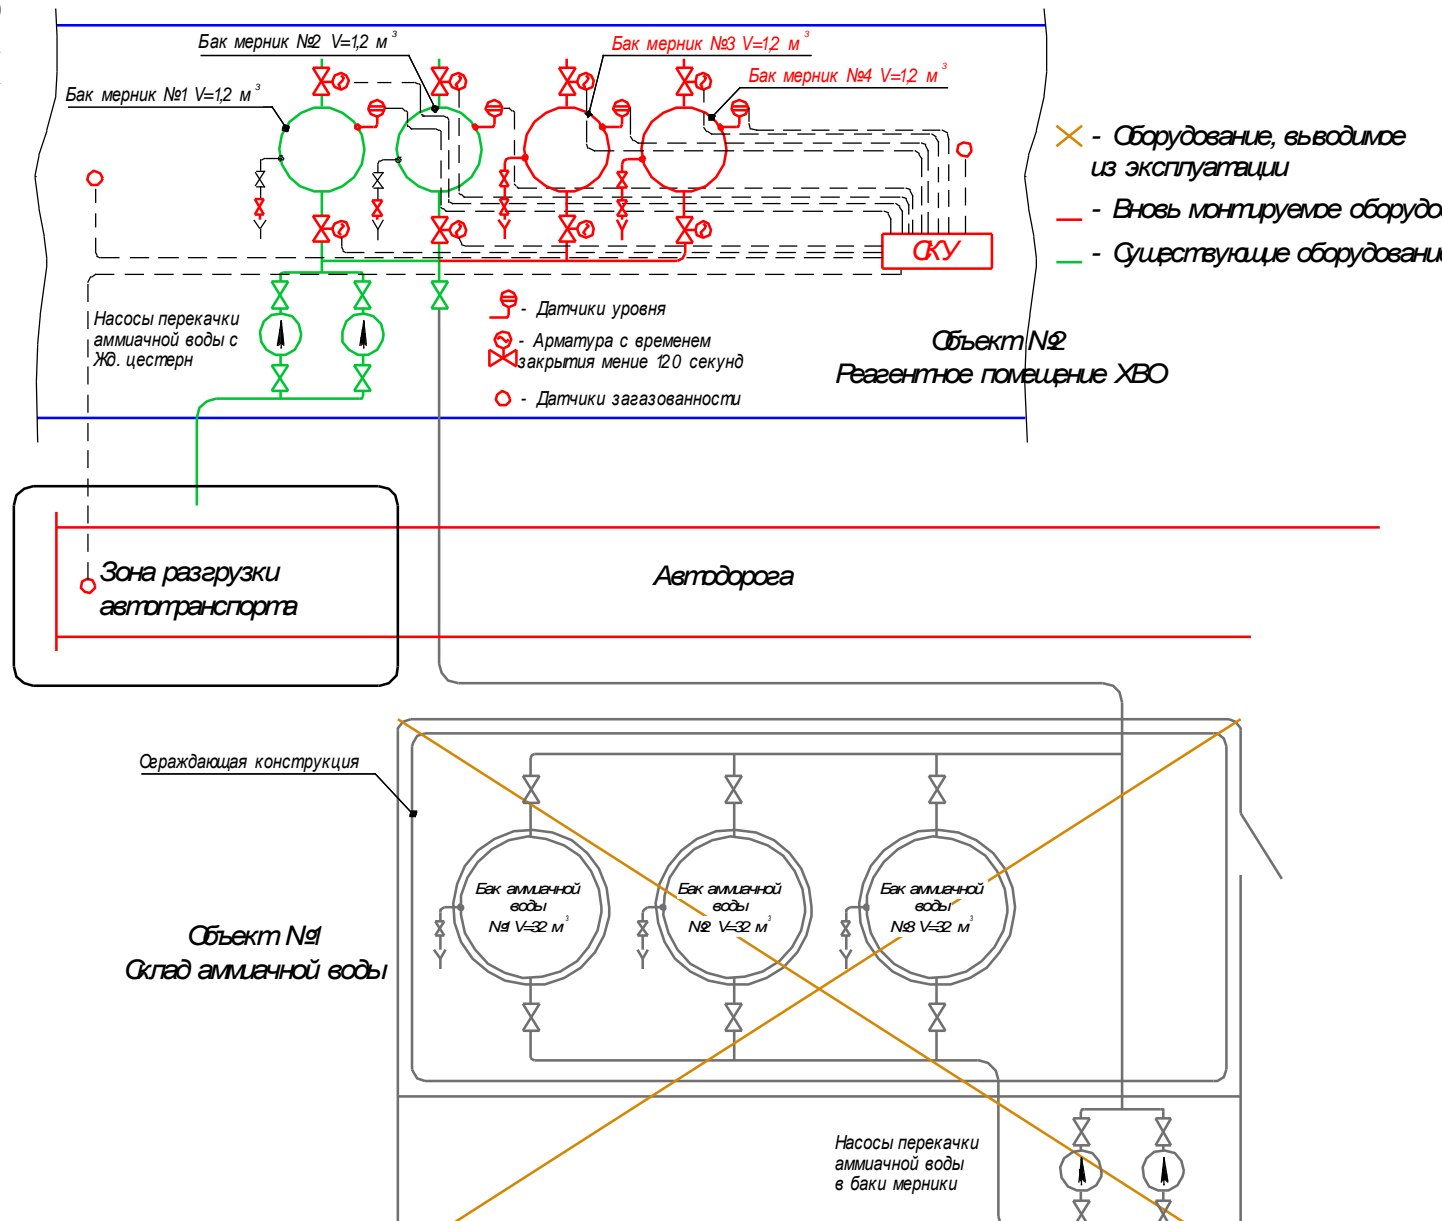 Бак мерник №2 V=1,2 м³
Бак мерник №3 V=1,2 м³
Бак мерник №4 V=1,2 м³
Бак мерник №1 V=1,2 м³
- Оборудование, выводимое
из эксплуатации
- Вновь монтируемое оборудо
- Существующие оборудование
СКУ
- Датчики уровня
- Арматура с временем
закрытия мение 120 секунд
- Датчики загазованности
Насосы перекачки
аммиачной воды с
Жд. цестерн
Объект №2
Реагентное помещение ХВО
Зона разгрузки
автотранспорта
Автодорога
Ограждающая конструкция
Бак аммиачной
воды
№1 V=32 м³
Бак аммиачной
воды
№2 V=32 м³
Бак аммиачной
воды
№3 V=32 м³
Объект №1
Склад аммиачной воды
Насосы перекачки
аммиачной воды
в баки мерники